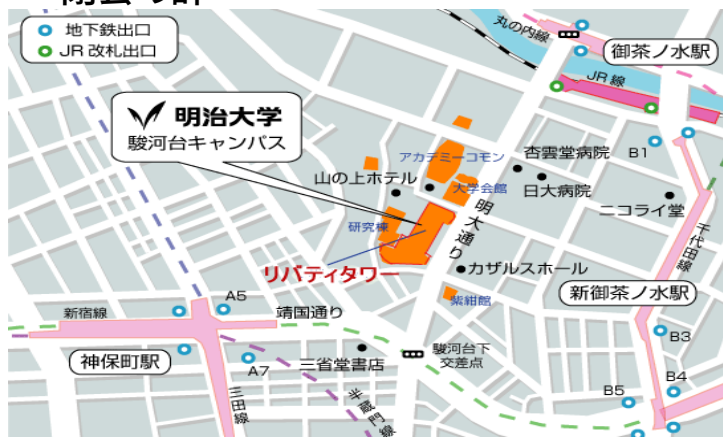 地下鉄出口
JR 改札出口
丸の内線
御茶ノ水駅
JR 線
明治大学
駿河台キャンパス
アカデミーコモン
杏雲堂病院
B1
山の上ホテル
大学会館
日大病院
ニコライ堂
研究棟
明大通り
千代田線
リバティタワー
カザルスホール
新御茶ノ水駅
紫紺館
A5
新宿線
靖国通り
B3
神保町駅
A7
三省堂書店
駿河台下
交差点
B4
B5
三田線
半蔵門線